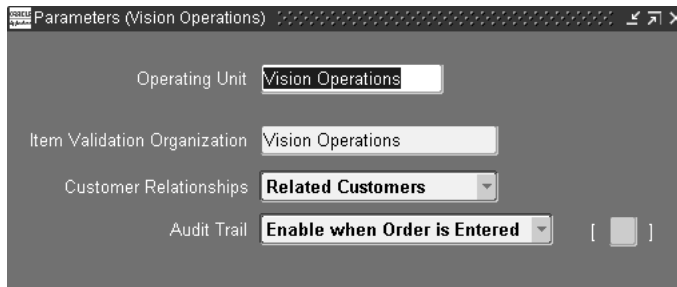 Parameters (Vision Operations)
Operating Unit Vision Operations
Item Validation Organization Vision Operations
Customer Relationships Related Customers
Audit Trail Enable when Order is Entered [ ]